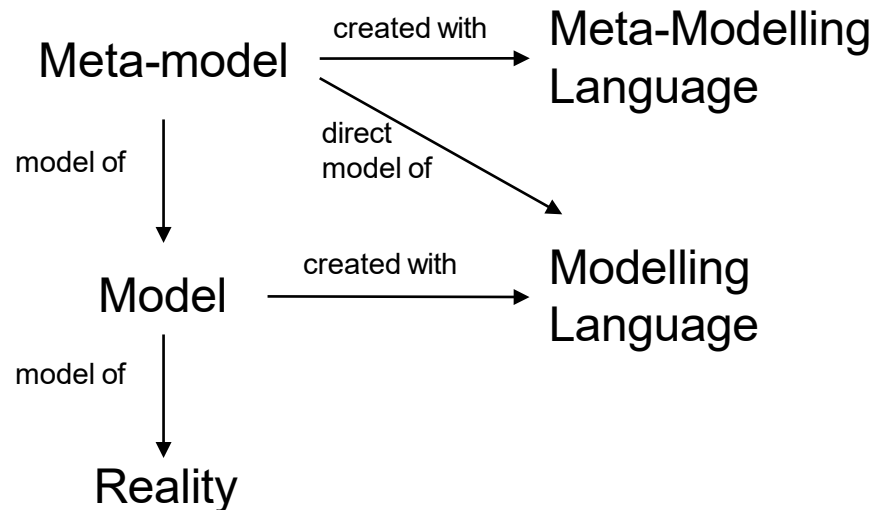 created with
Meta-Modelling
Language
Meta-model
direct
model of
model of
created with
Modelling
Language
Model
model of
Reality